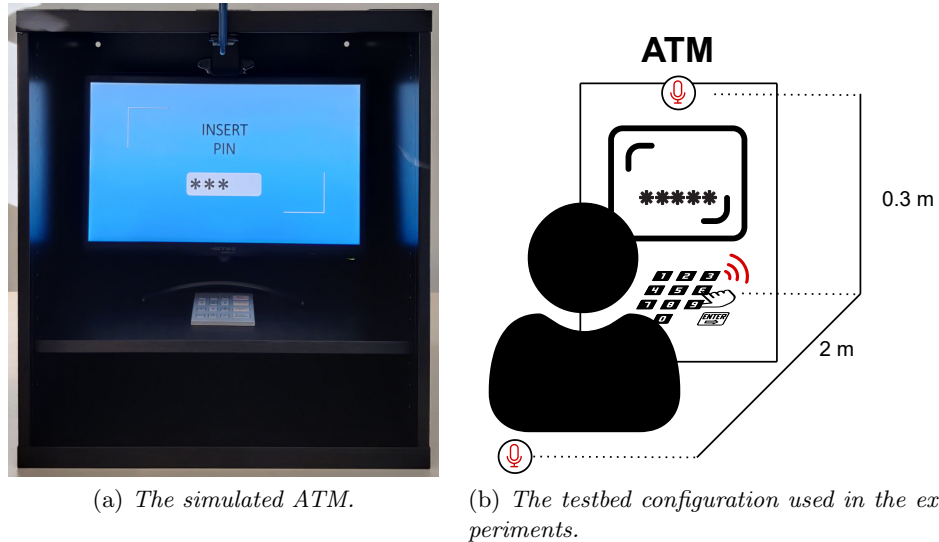 INSERT
PIN
***
(a) The simulated ATM.
ATM
*****
1 2 3
4 5 6
7 8 9
0 ENTER
0.3 m
2 m
(b) The testbed configuration used in the ex
periments.